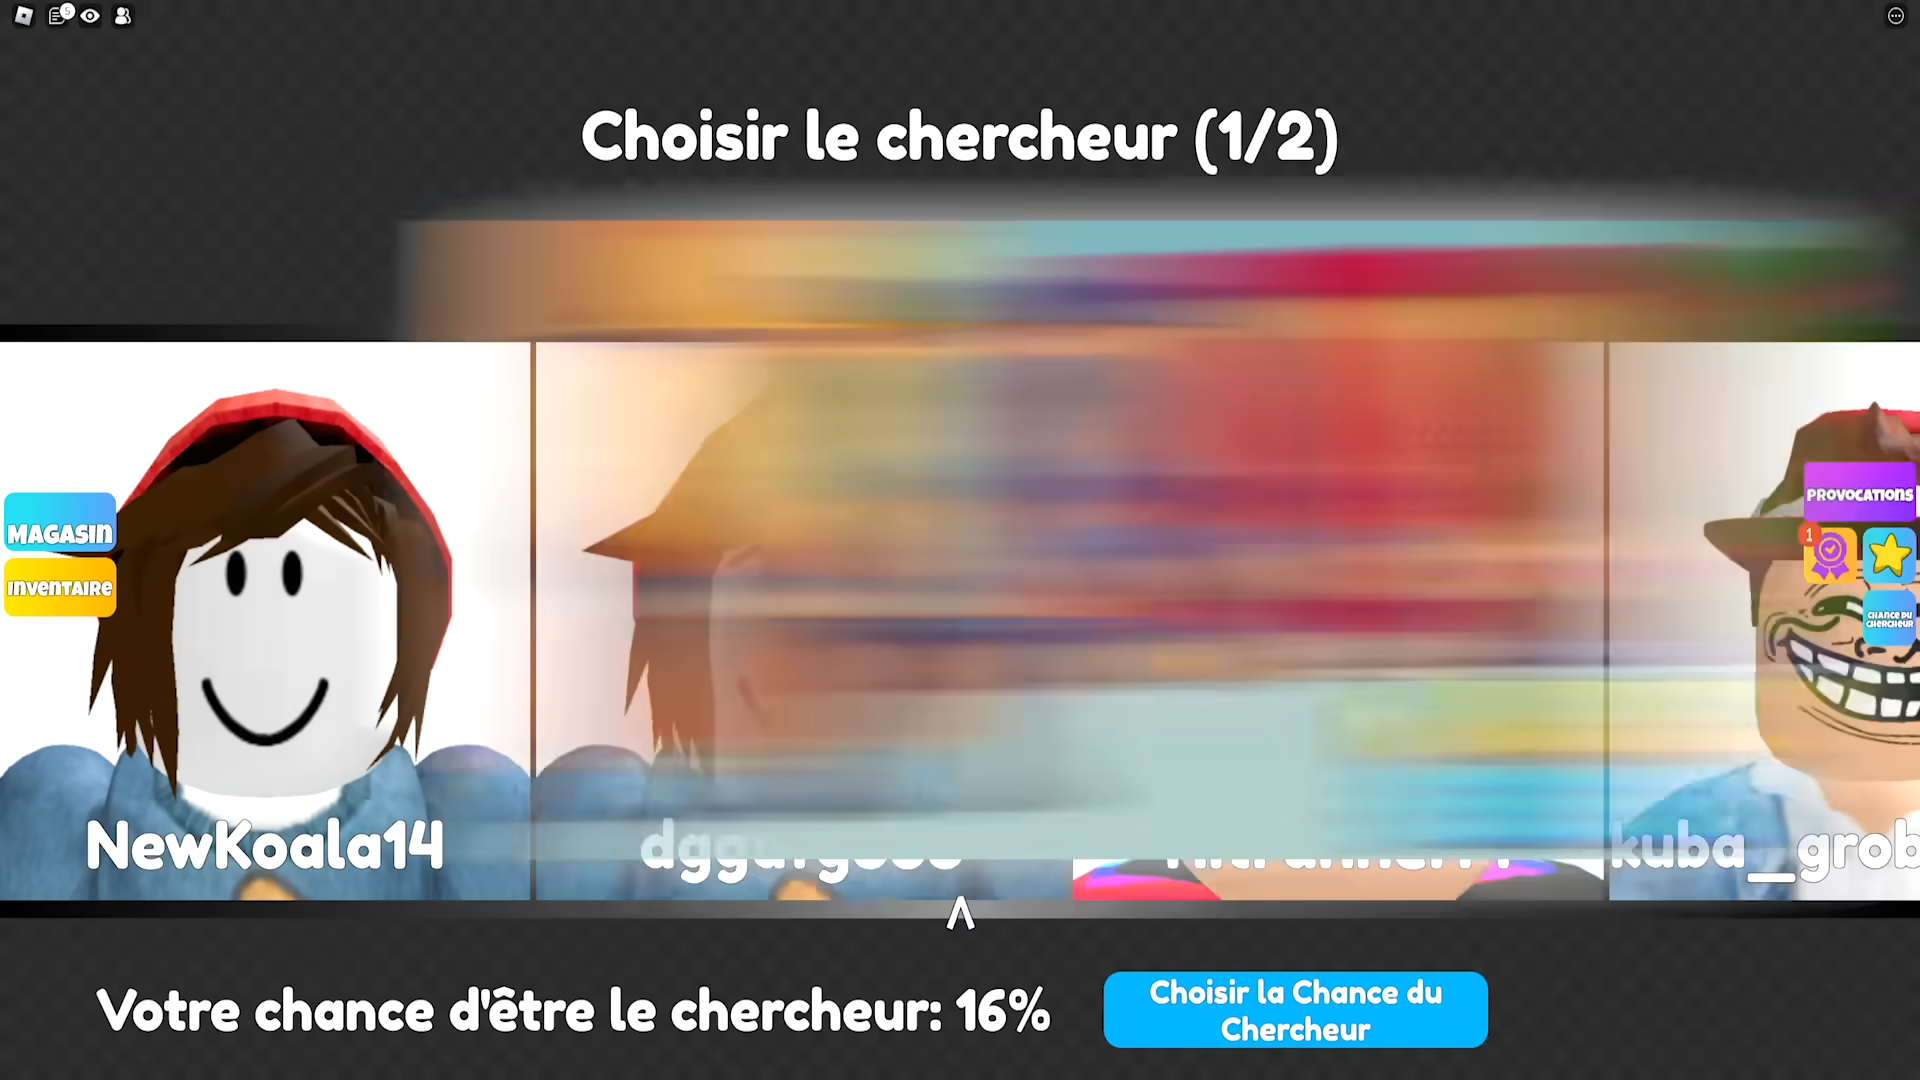 5
Choisir le chercheur (1/2)
MAGASIN
INVENTAIRE
PROVOCATIONS
1
CHANCE DU
CHERCHEUR
NewKoala14
kuba_grob
Votre chance d'être le chercheur: 16%
Choisir la Chance du
Chercheur